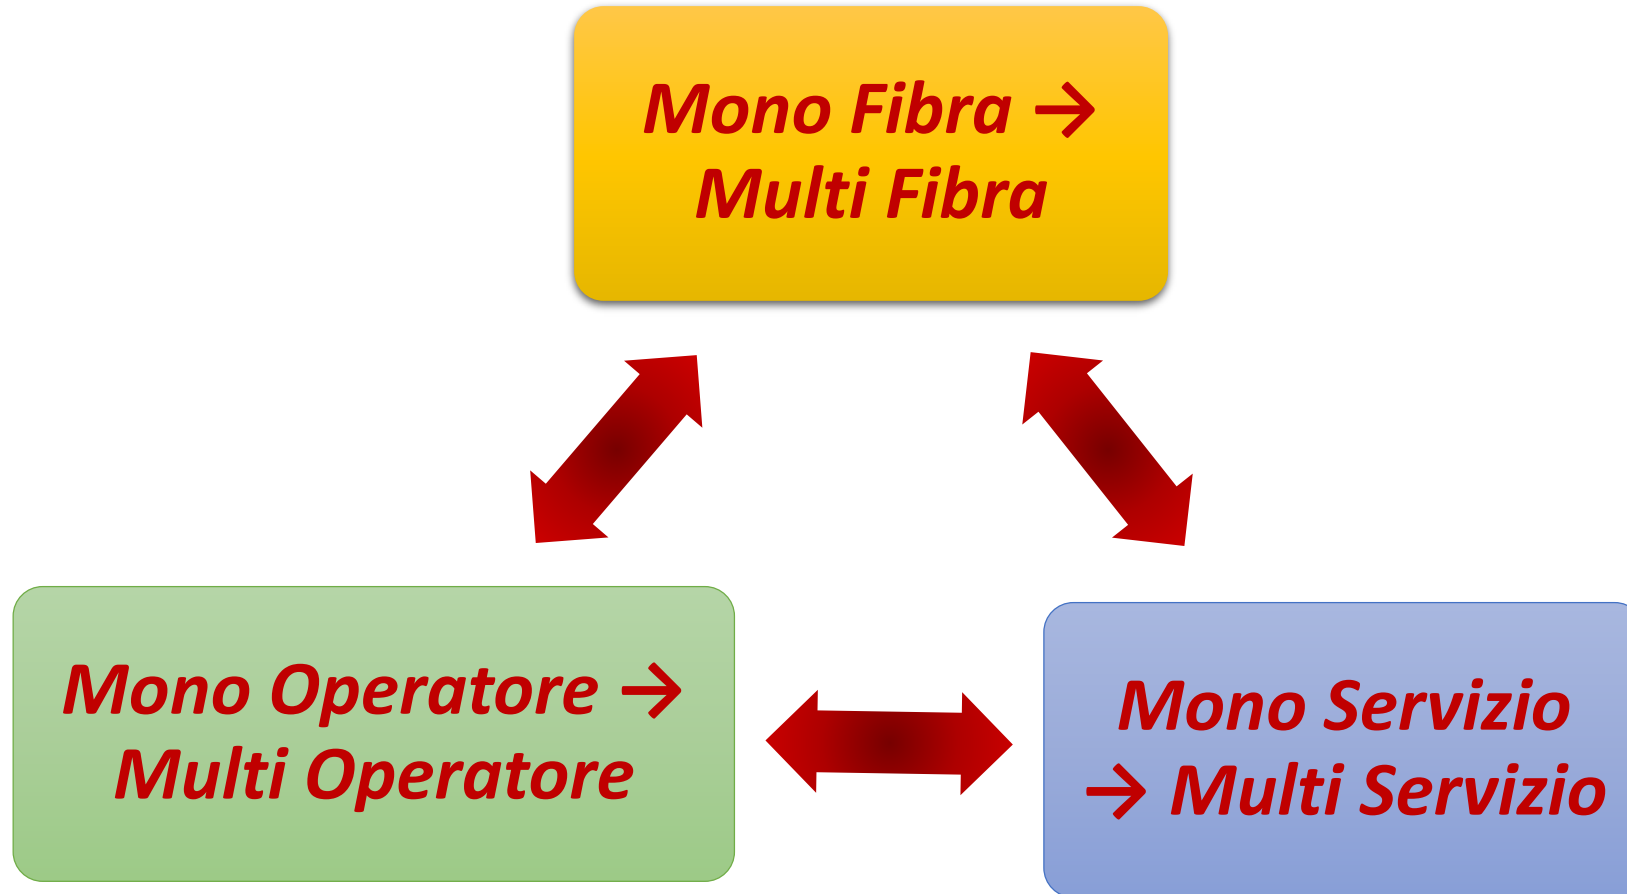 Mono Fibra →
Multi Fibra
Mono Operatore →
Multi Operatore
Mono Servizio
→ Multi Servizio